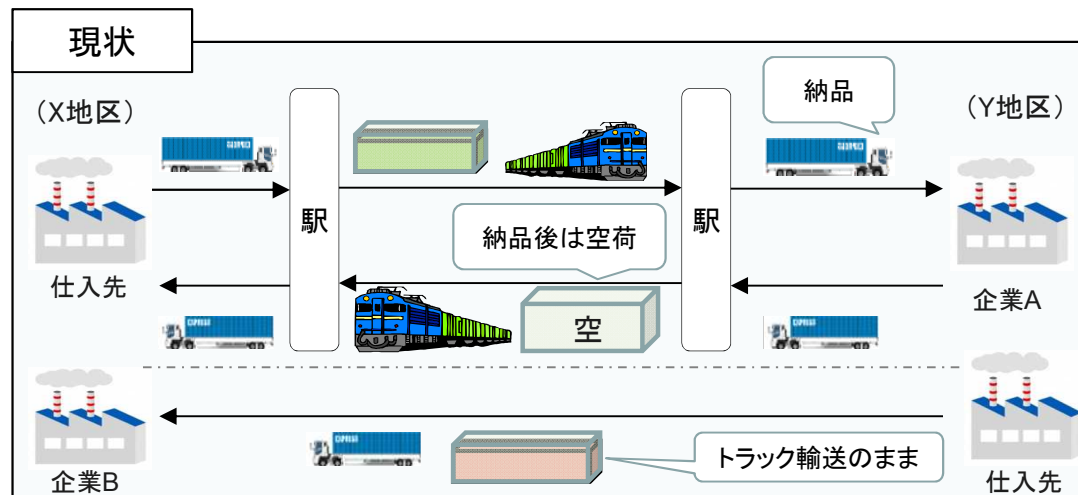 現状
(X地区)
納品
(Y地区)
駅
駅
納品後は空荷
仕入先
空
企業A
企業B
トラック輸送のまま
仕入先